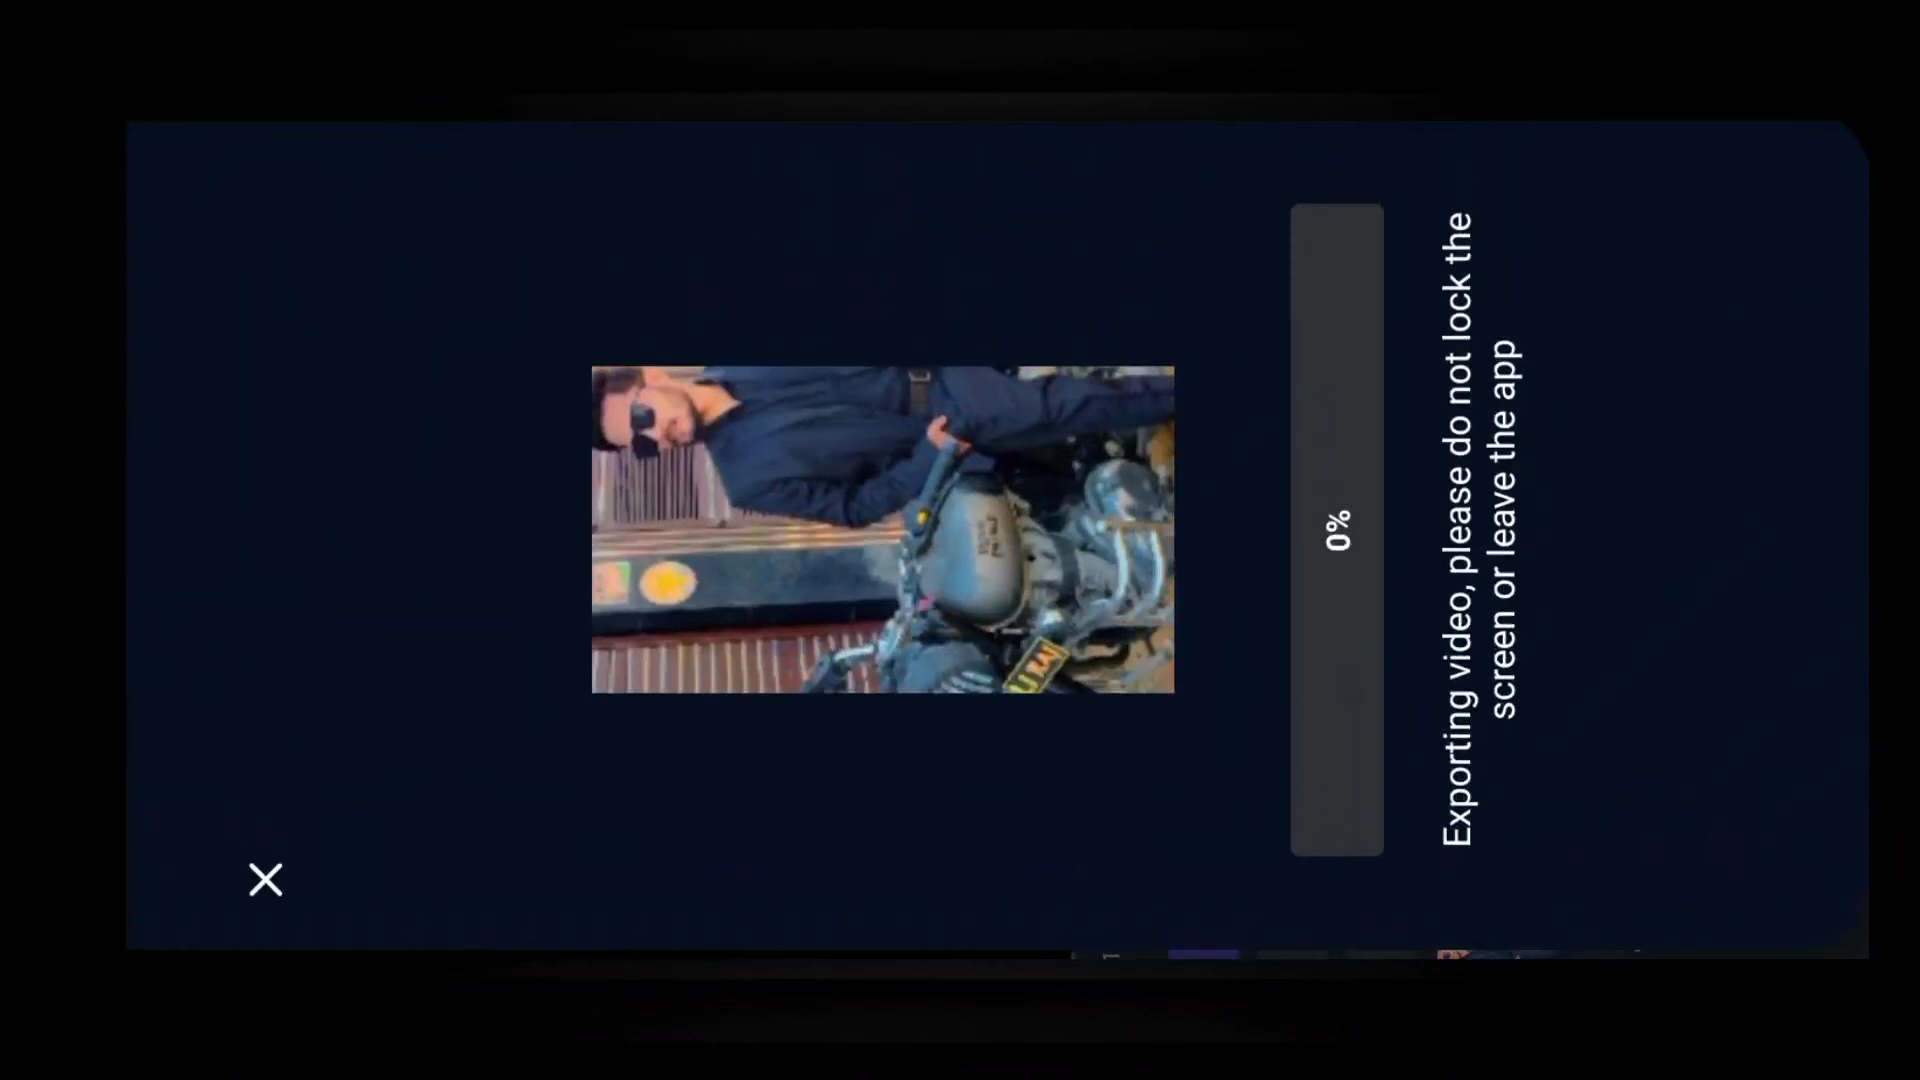 0%
Exporting video, please do not lock the
screen or leave the app